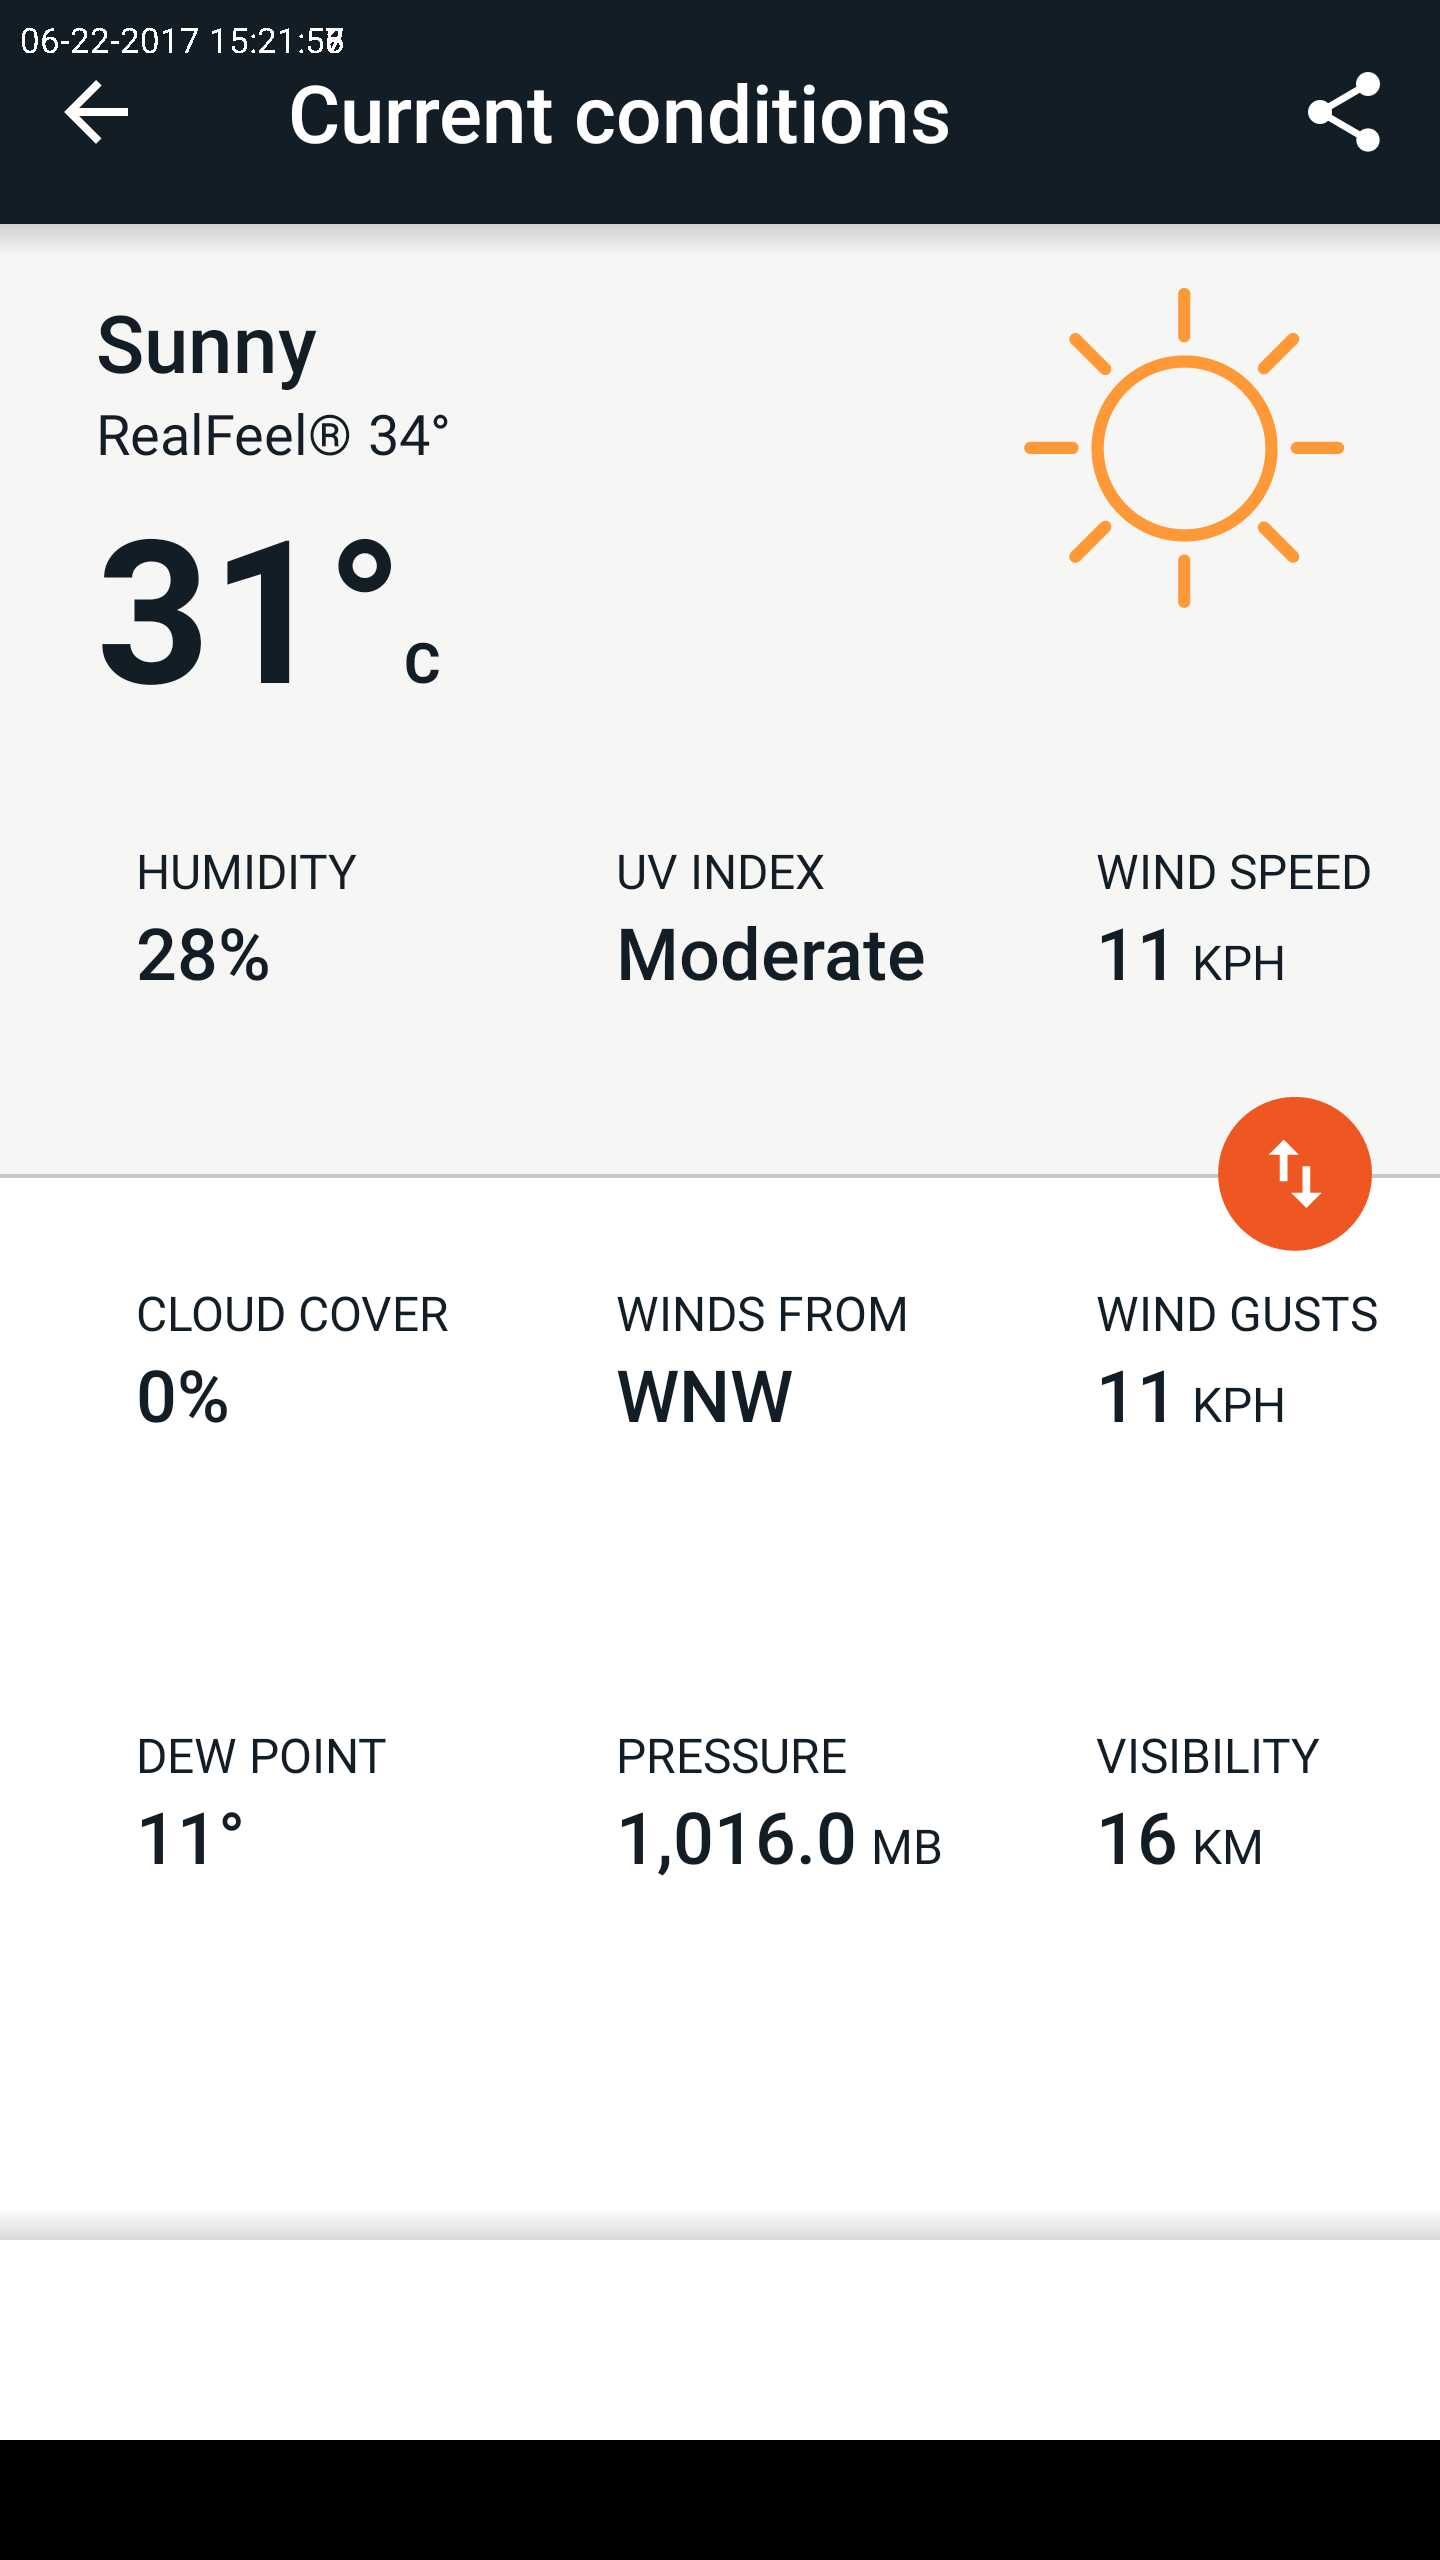 06-22-2017 15:21:
Current conditions
Sunny
RealFeel® 34°
31° C
HUMIDITY UV INDEX WIND SPEED
28% Moderate 11 KPH
CLOUD COVER WINDS FROM WIND GUSTS
0% WNW 11 KPH
DEW POINT PRESSURE VISIBILITY
11° 1,016.0 MB 16 KM